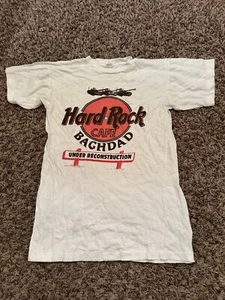 Hard Rock
CAFE
BAGHDAD
UNDER RECONSTRUCTION